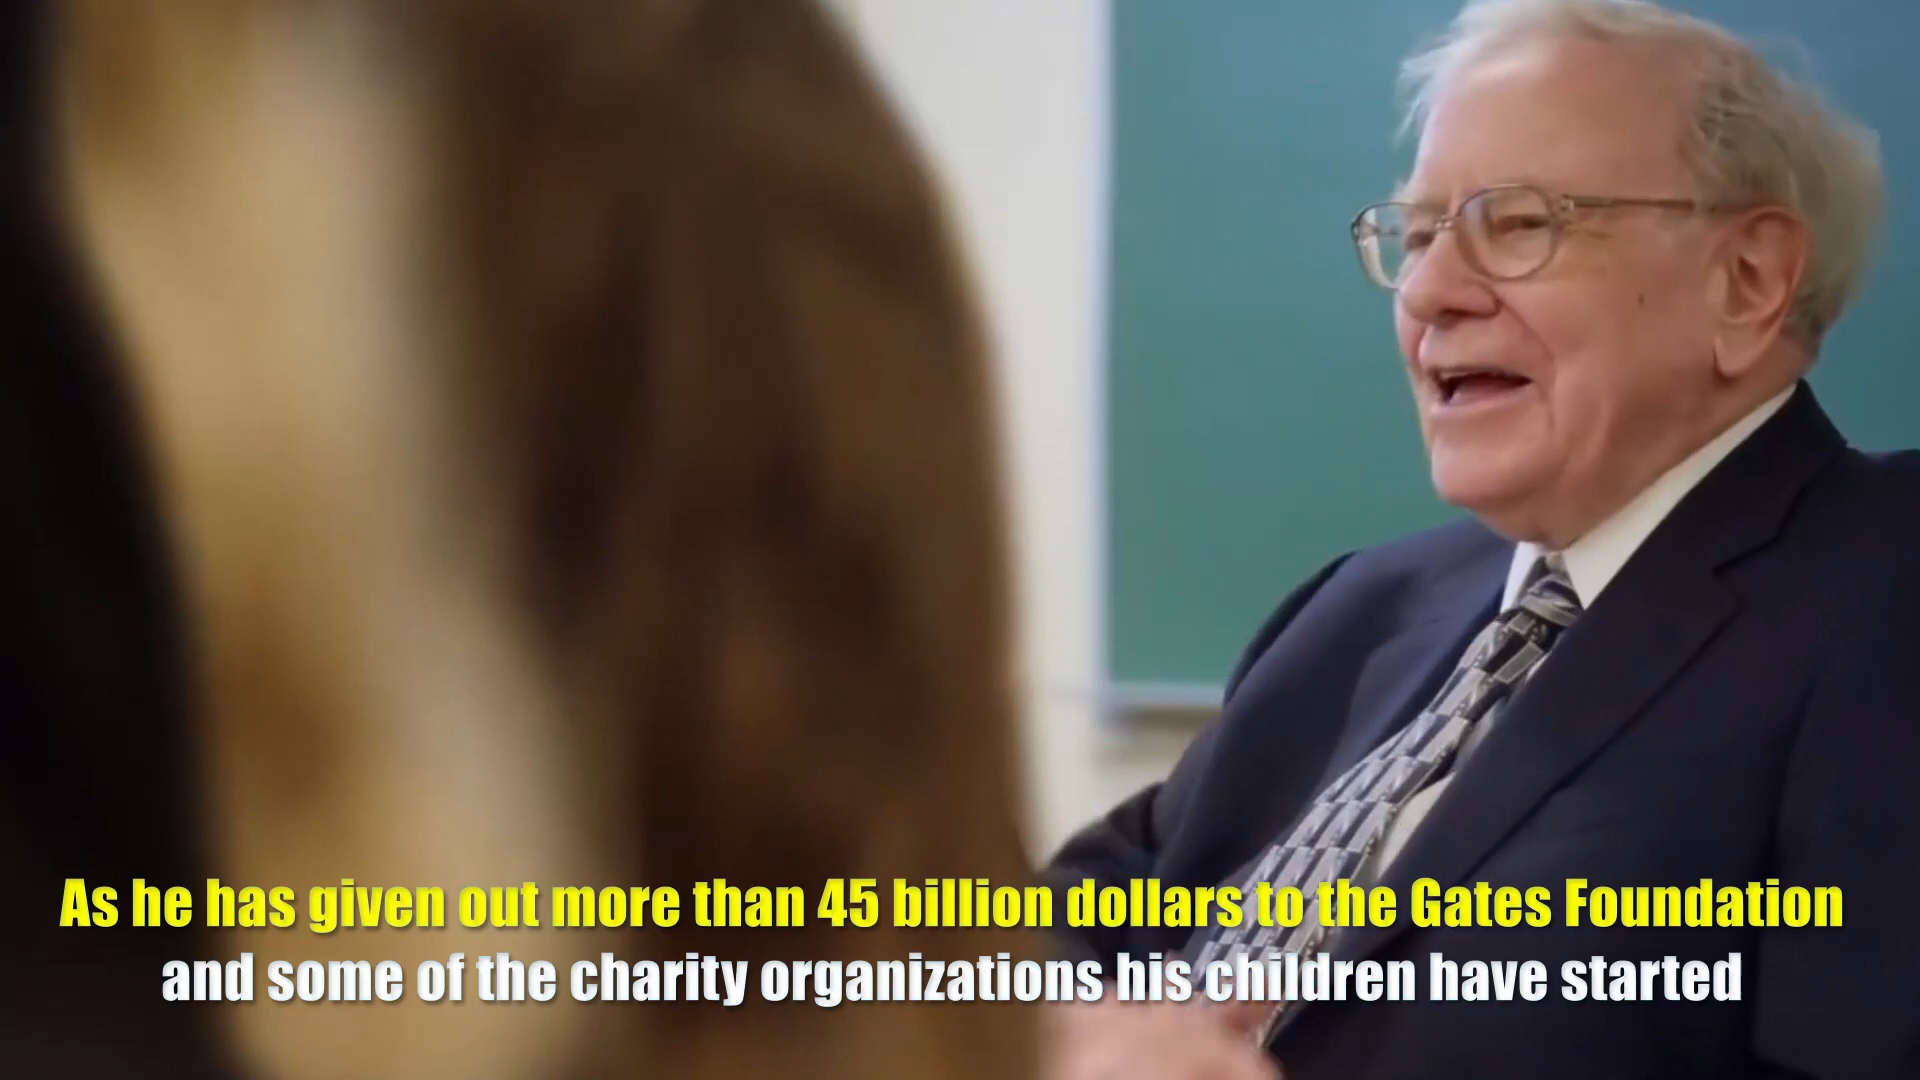 As he has given out more than 45 billion dollars to the Gates Foundation
and some of the charity organizations his children have started